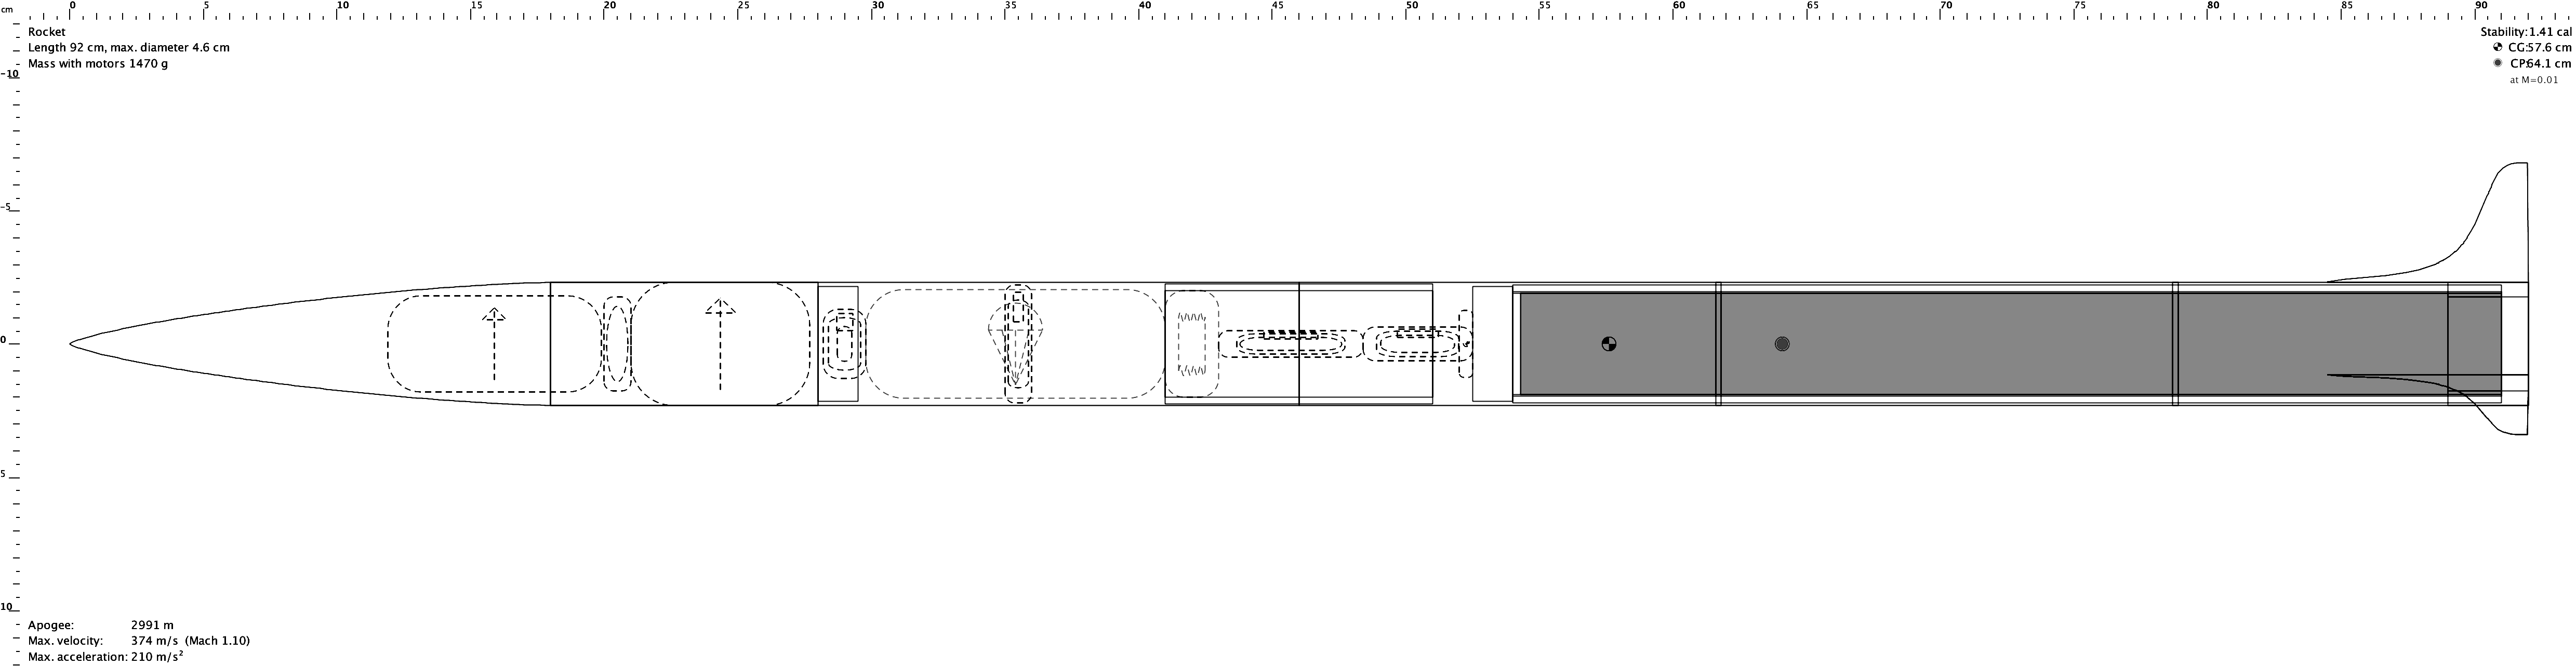 cm
0 5 10 15 20 25 30 35 40 45 50 55 60 65 70 75 80 85 90
Rocket
Length 92 cm, max. diameter 4.6 cm
Mass with motors 1470 g
Stability:1.41 cal
CG:57.6 cm
CP:64.1 cm
at M=0.01
-10
-5
0
5
10
Apogee: 2991 m
Max. velocity: 374 m/s (Mach 1.10)
Max. acceleration: 210 m/s²